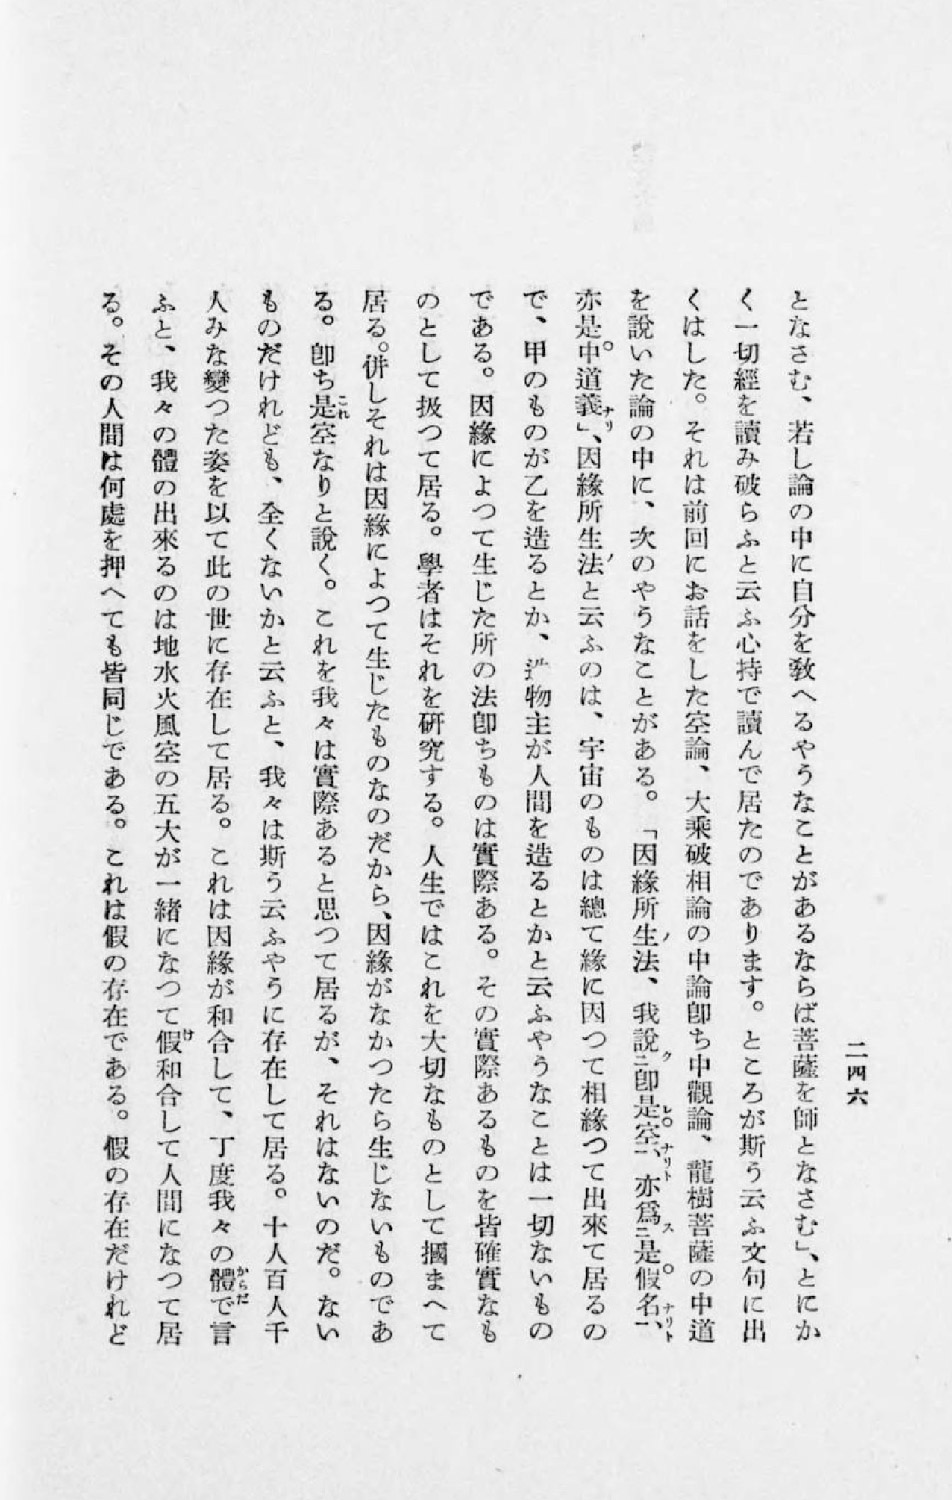 二四六
となさむ、若し論の中に自分を敎へるやうなことがあるならば菩薩を師となさむ」、とにか
く一切經を讀み破らふと云ふ心持で讀んで居たのであります。ところが斯う云ふ文句に出
くはした。それは前回にお話をした空論、大乘破相論の中論卽ち中觀論、龍樹菩薩の中道
を說いた論の中に、次のやうなことがある。「因緣所生ノ法、我說ク二卽是レ空ナリト一、亦爲ス二是假名ナリト一、
亦是中道義ナリ」、因緣所生ノ法と云ふのは、宇宙のものは總て緣に因つて相緣つて出來て居るの
で、甲のものが乙を造るとか、造物主が人間を造るとかと云ふやうなことは一切ないもの
である。因緣によつて生じた所の法卽ちものは實際ある。その實際あるものを皆確實なも
のとして扱つて居る。學者はそれを硏究する。人生ではこれを大切なものとして摑まへて
居る。併しそれは因緣によつて生じたものなのだから、因緣がなかつたら生じないものであ
る。卽ち是これ空なりと說く。これを我々は實際あると思つて居るが、それはないのだ。ない
ものだけれども、全くないかと云ふと、我々は斯う云ふやうに存在して居る。十人百人千
人みな變つた姿を以て此の世に存在して居る。これは因緣が和合して、丁度我々の體からだで言
ふと、我々の體の出來るのは地水火風空の五大が一緒になつて假け和合して人間になつて居
る。その人間は何處を押へても皆同じである。これは假の存在である。假の存在だけれど